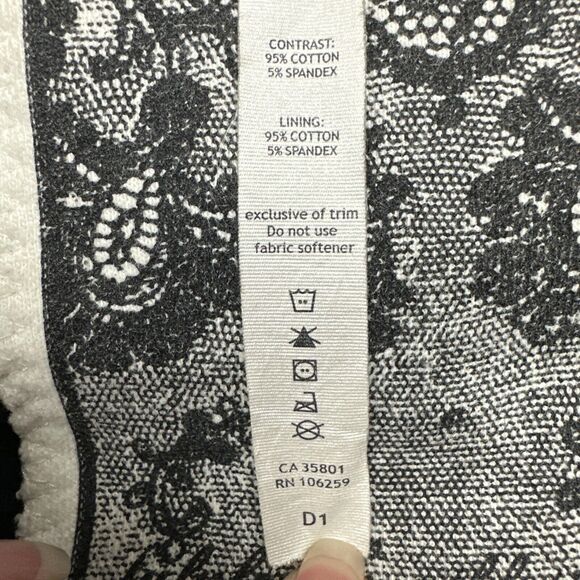 CONTRAST:
95% COTTON
5% SPANDEX
LINING:
95% COTTON
5% SPANDEX
exclusive of trim
Do not use
fabric softener
CA 35801
RN 106259
D1